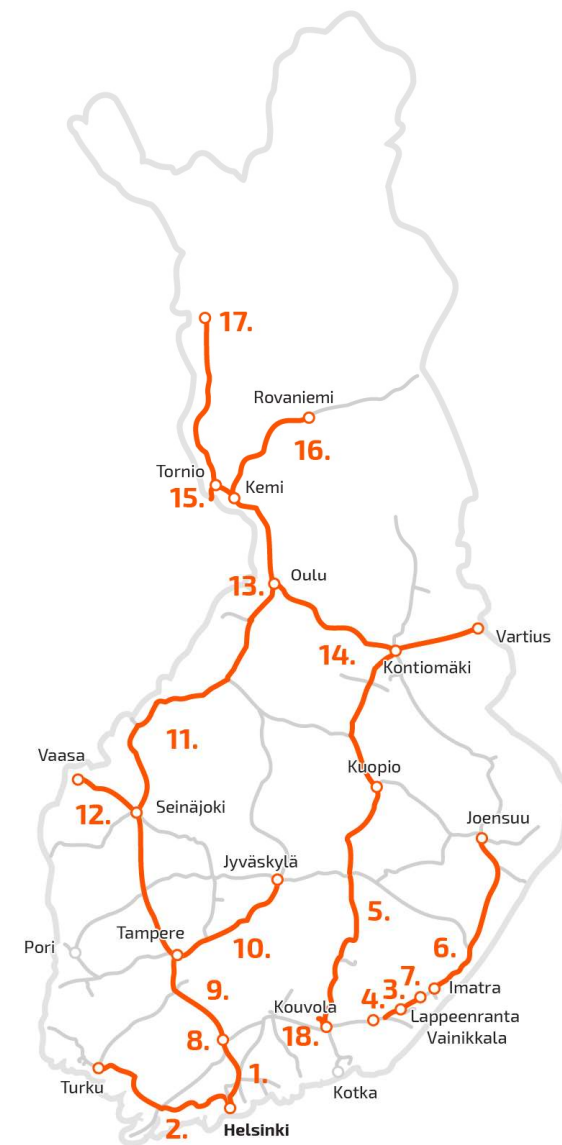 17.
Rovaniemi
16.
Tornio
Kemi
15.
Oulu
13.
Vartius
14.
Kontiomäki
11.
Vaasa
Kuopio
12.
Seinäjoki
Joensuu
Jyväskylä
5.
Pori
Tampere
10.
6.
7.
Imatra
9.
3.
Kouvola
4.
Lappeenranta
18.
Vainikkala
8.
1.
Turku
Kotka
2.
Helsinki